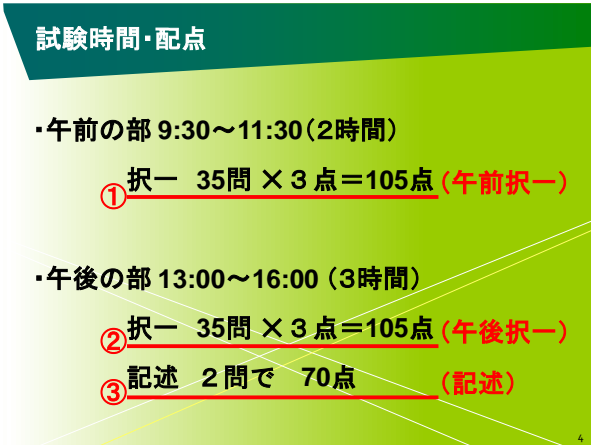 試験時間・配点
・午前の部 9:30～11:30（２時間）
① 択一 35問 × ３点＝105点（午前択一）
・午後の部 13:00～16:00 （３時間）
② 択一 35問 × ３点＝105点（午後択一）
③ 記述 ２問で 70点 （記述）
4